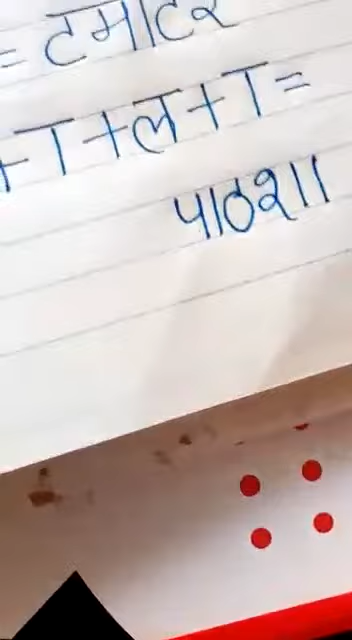 = टमाटर
+ा+ल+ा=
पाठशा